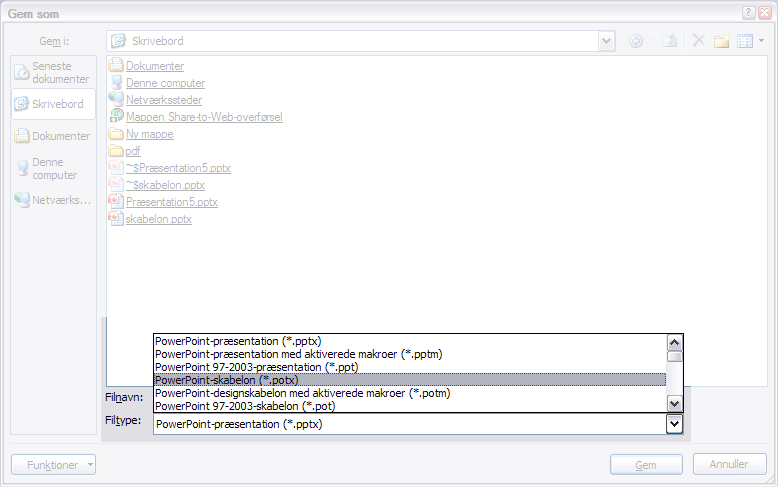 Gem som
Gem i:
Skrivebord
Seneste
dokumenter
Skrivebord
Dokumenter
Denne
computer
Netværks...
Dokumenter
Denne computer
Netværkssteder
Mappen Share-to-Web-overførsel
Ny mappe
pdf
~$Præsentation5.pptx
~$skabelon.pptx
Præsentation5.pptx
skabelon.pptx
PowerPoint-præsentation (*.pptx)
PowerPoint-præsentation med aktiverede makroer (*.pptm)
PowerPoint 97-2003-præsentation (*.ppt)
PowerPoint-skabelon (*.potx)
PowerPoint-designskabelon med aktiverede makroer (*.potm)
PowerPoint 97-2003-skabelon (*.pot)
Filnavn:
Filtype:
PowerPoint-præsentation (*.pptx)
Funktioner
Gem
Annuller